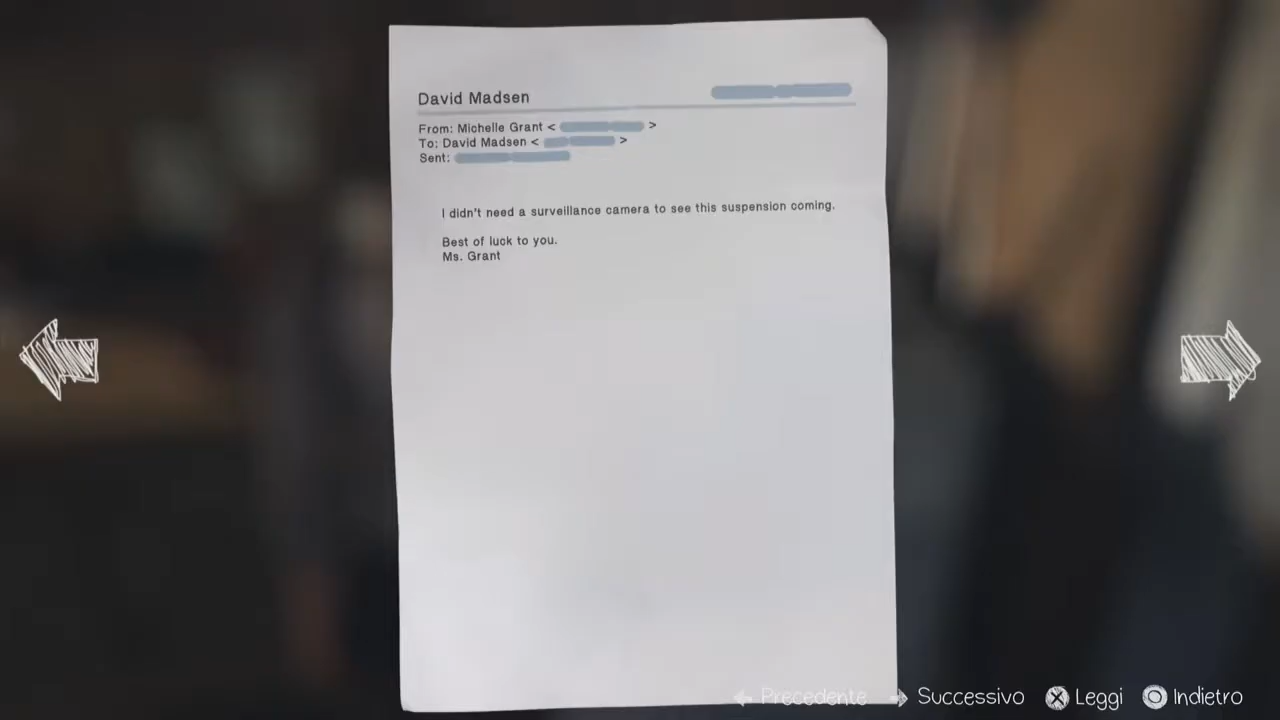 David Madsen
From: Michelle Grant < >
To: David Madsen < >
Sent:
I didn't need a surveillance camera to see this suspension coming.
Best of luck to you.
Ms. Grant
Precedente Successivo Leggi Indietro